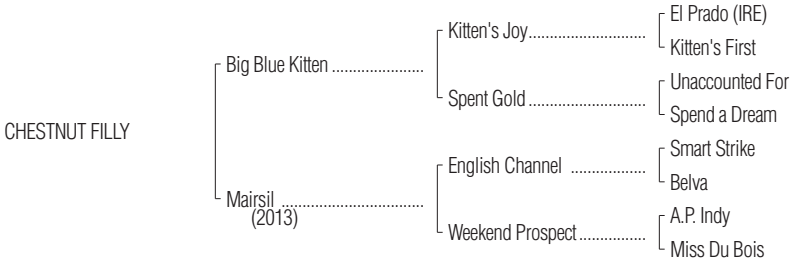 El Prado (IRE)
Kitten's Joy..............................
Kitten's First
Big Blue Kitten .......................
Unaccounted For
Spent Gold..............................
Spend a Dream
CHESTNUT FILLY
Smart Strike
English Channel ...................
Belva
Mairsil ....................................
(2013)
A.P. Indy
Weekend Prospect.................
Miss Du Bois